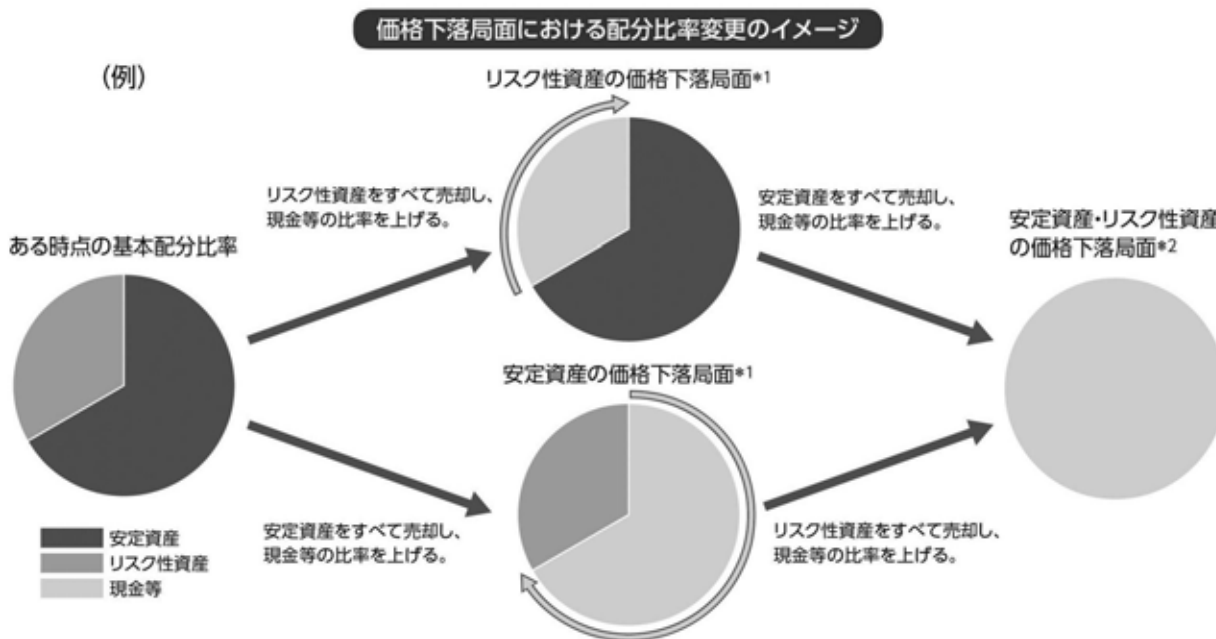 価格下落局面における配分比率変更のイメージ
（例）
リスク性資産の価格下落局面*1
リスク性資産をすべて売却し、
現金等の比率を上げる。
安定資産をすべて売却し、
現金等の比率を上げる。
安定資産・リスク性資産
の価格下落局面*2
ある時点の基本配分比率
安定資産の価格下落局面*1
安定資産をすべて売却し、
現金等の比率を上げる。
リスク性資産をすべて売却し、
現金等の比率を上げる。
安定資産
リスク性資産
現金等